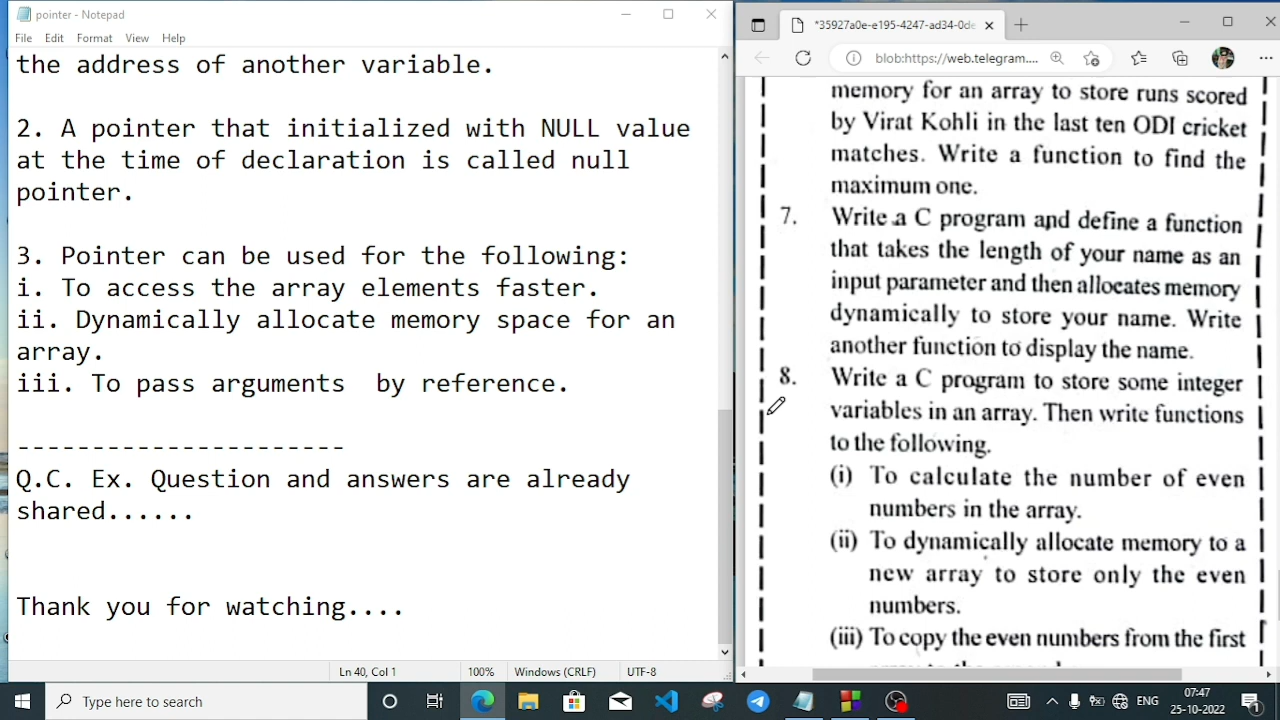 pointer - Notepad
File Edit Format View Help
the address of another variable.
2. A pointer that initialized with NULL value
at the time of declaration is called null
pointer.
3. Pointer can be used for the following:
i. To access the array elements faster.
ii. Dynamically allocate memory space for an
array.
iii. To pass arguments by reference.
----------------------
Q.C. Ex. Question and answers are already
shared......
Thank you for watching....
Ln 40, Col 1 100% Windows (CRLF) UTF-8
*35927a0e-e195-4247-ad34-0de
blob:https://web.telegram....
memory for an array to store runs scored
by Virat Kohli in the last ten ODI cricket
matches. Write a function to find the
maximum one.
7. Write a C program and define a function
that takes the length of your name as an
input parameter and then allocates memory
dynamically to store your name. Write
another function to display the name.
8. Write a C program to store some integer
variables in an array. Then write functions
to the following.
(i) To calculate the number of even
numbers in the array.
(ii) To dynamically allocate memory to a
new array to store only the even
numbers.
(iii) To copy the even numbers from the first
Type here to search
ENG
07:47
25-10-2022
1